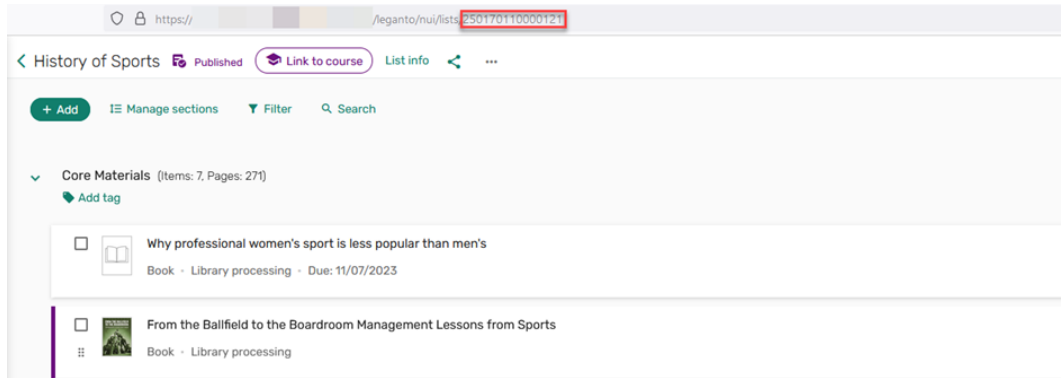 https:// /leganto/nui/lists/250170110000121
History of Sports Published Link to course List info
+ Add Manage sections Filter Search
Core Materials (Items: 7, Pages: 271)
Add tag
Why professional women's sport is less popular than men's
Book · Library processing · Due: 11/07/2023
From the Ballfield to the Boardroom Management Lessons from Sports
Book · Library processing